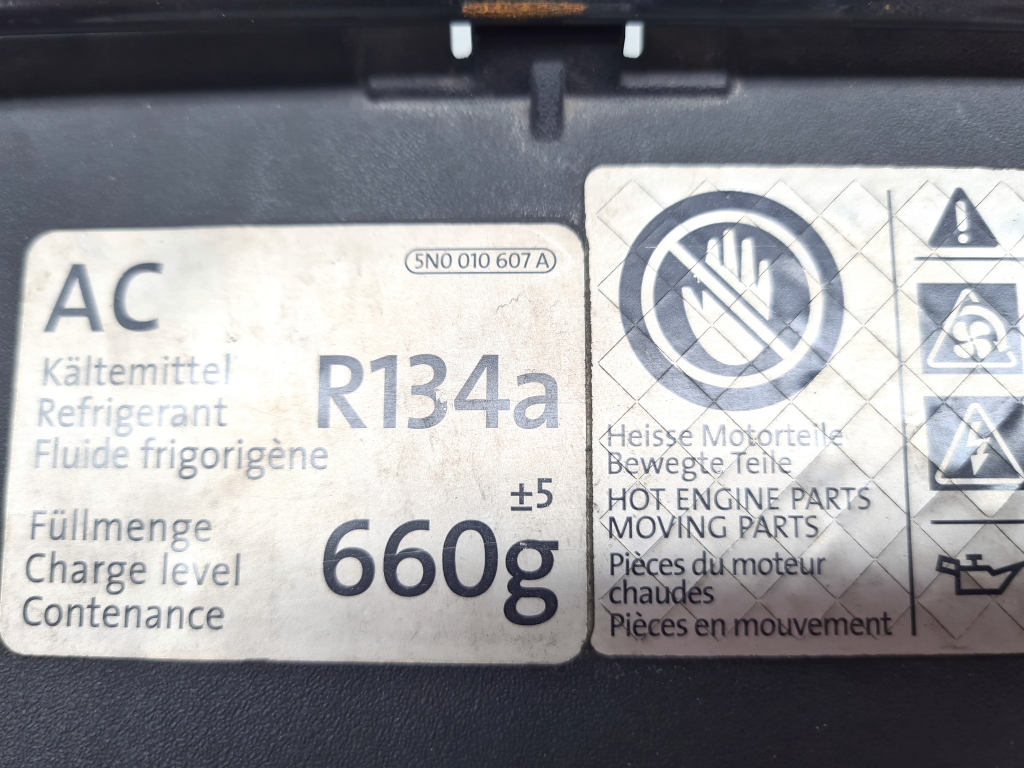 5N0 010 607 A
AC
Kältemittel
Refrigerant
Fluide frigorigène
R134a
Füllmenge
Charge level
Contenance
±5
660g
Heisse Motorteile
Bewegte Teile
HOT ENGINE PARTS
MOVING PARTS
Pièces du moteur
chaudes
Pièces en mouvement